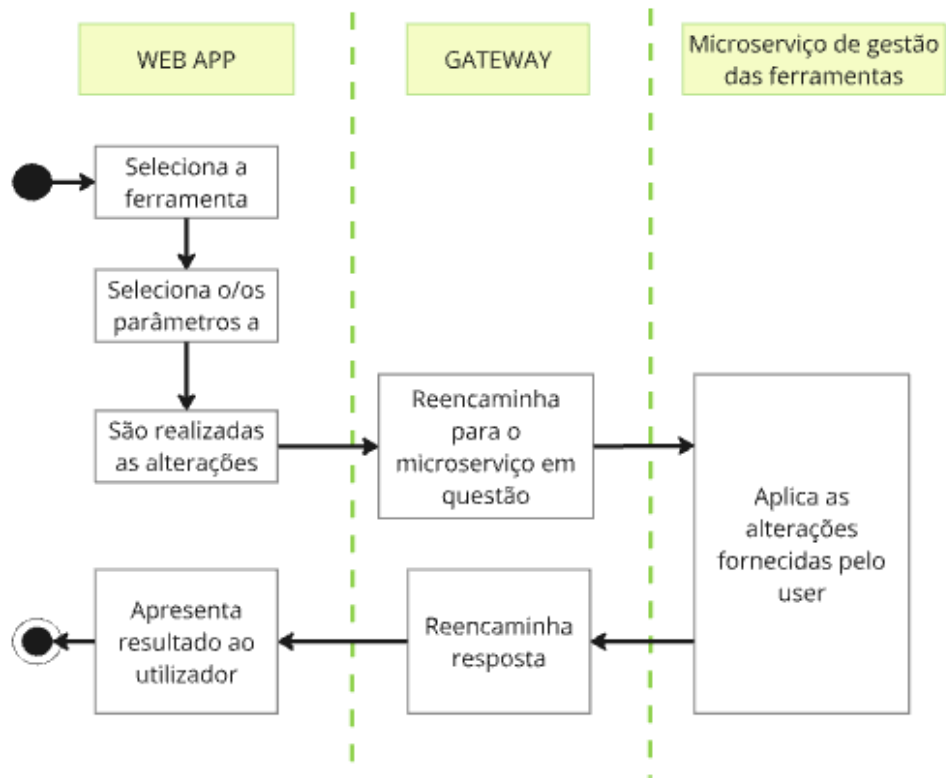 WEB APP
GATEWAY
Microserviço de gestão
das ferramentas
Seleciona a
ferramenta
Seleciona o/os
parâmetros a
São realizadas
as alterações
Reencaminha
para o
microserviço em
questão
Aplica as
alterações
fornecidas pelo
user
Reencaminha
resposta
Apresenta
resultado ao
utilizador